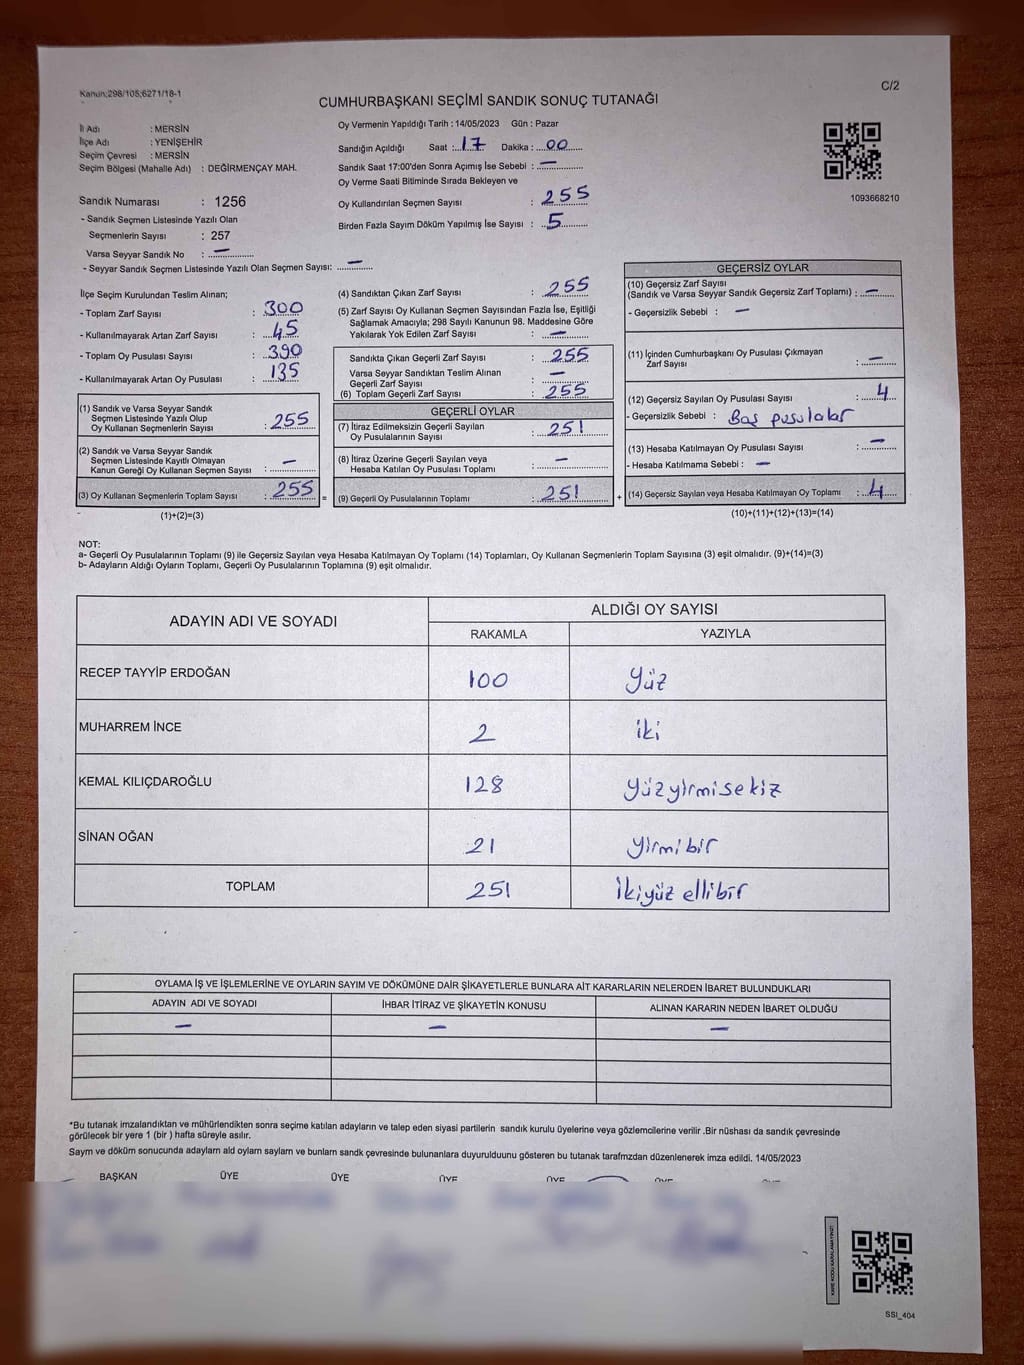 Kanun;298/105;6271/18-1
C/2
CUMHURBAŞKANI SEÇİMİ SANDIK SONUÇ TUTANAĞI
İl Adı : MERSİN
İlçe Adı : YENİŞEHİR
Seçim Çevresi : MERSİN
Seçim Bölgesi (Mahalle Adı) : DEĞİRMENÇAY MAH.
Sandık Numarası : 1256
- Sandık Seçmen Listesinde Yazılı Olan
Seçmenlerin Sayısı : 257
Varsa Seyyar Sandık No : —
- Seyyar Sandık Seçmen Listesinde Yazılı Olan Seçmen Sayısı: —
Oy Vermenin Yapıldığı Tarih : 14/05/2023 Gün : Pazar
Sandığın Açıldığı Saat : 17 Dakika : 00
Sandık Saat 17:00'den Sonra Açımış İse Sebebi : —
Oy Verme Saati Bitiminde Sırada Bekleyen ve
Oy Kullandırılan Seçmen Sayısı : 255
Birden Fazla Sayım Döküm Yapılmış İse Sayısı : 5
1093668210
İlçe Seçim Kurulundan Teslim Alınan;
- Toplam Zarf Sayısı : 300
- Kullanılmayarak Artan Zarf Sayısı : 45
- Toplam Oy Pusulası Sayısı : 390
- Kullanılmayarak Artan Oy Pusulası : 135
(1) Sandık ve Varsa Seyyar Sandık
Seçmen Listesinde Yazılı Olup
Oy Kullanan Seçmenlerin Sayısı : 255
(2) Sandık ve Varsa Seyyar Sandık
Seçmen Listesinde Kayıtlı Olmayan
Kanun Gereği Oy Kullanan Seçmen Sayısı : —
(3) Oy Kullanan Seçmenlerin Toplam Sayısı : 255 =
(1)+(2)=(3)
(4) Sandıktan Çıkan Zarf Sayısı : 255
(5) Zarf Sayısı Oy Kullanan Seçmen Sayısından Fazla İse, Eşitliği
Sağlamak Amacıyla; 298 Sayılı Kanunun 98. Maddesine Göre
Yakılarak Yok Edilen Zarf Sayısı : —
Sandıkta Çıkan Geçerli Zarf Sayısı : 255
Varsa Seyyar Sandıktan Teslim Alınan
Geçerli Zarf Sayısı : —
(6) Toplam Geçerli Zarf Sayısı : 255
GEÇERLİ OYLAR
(7) İtiraz Edilmeksizin Geçerli Sayılan
Oy Pusulalarının Sayısı : 251
(8) İtiraz Üzerine Geçerli Sayılan veya
Hesaba Katılan Oy Pusulası Toplamı : —
(9) Geçerli Oy Pusulalarının Toplamı : 251 +
GEÇERSİZ OYLAR
(10) Geçersiz Zarf Sayısı
(Sandık ve Varsa Seyyar Sandık Geçersiz Zarf Toplamı) : —
- Geçersizlik Sebebi : —
(11) İçinden Cumhurbaşkanı Oy Pusulası Çıkmayan
Zarf Sayısı : —
(12) Geçersiz Sayılan Oy Pusulası Sayısı : 4
- Geçersizlik Sebebi : Boş pusulalar
(13) Hesaba Katılmayan Oy Pusulası Sayısı : —
- Hesaba Katılmama Sebebi : —
(14) Geçersiz Sayılan veya Hesaba Katılmayan Oy Toplamı : 4
(10)+(11)+(12)+(13)=(14)
NOT:
a- Geçerli Oy Pusulalarının Toplamı (9) ile Geçersiz Sayılan veya Hesaba Katılmayan Oy Toplamı (14) Toplamları, Oy Kullanan Seçmenlerin Toplam Sayısına (3) eşit olmalıdır. (9)+(14)=(3)
b- Adayların Aldığı Oyların Toplamı, Geçerli Oy Pusulalarının Toplamına (9) eşit olmalıdır.
ADAYIN ADI VE SOYADI
ALDIĞI OY SAYISI
RAKAMLA YAZIYLA
RECEP TAYYİP ERDOĞAN 100 Yüz
MUHARREM İNCE 2 iki
KEMAL KILIÇDAROĞLU 128 yüzyirmisekiz
SİNAN OĞAN 21 yirmibir
TOPLAM 251 İkiyüz ellibir
OYLAMA İŞ VE İŞLEMLERİNE VE OYLARIN SAYIM VE DÖKÜMÜNE DAİR ŞİKAYETLERLE BUNLARA AİT KARARLARIN NELERDEN İBARET BULUNDUKLARI
ADAYIN ADI VE SOYADI İHBAR İTİRAZ VE ŞİKAYETİN KONUSU ALINAN KARARIN NEDEN İBARET OLDUĞU
— — —
*Bu tutanak imzalandıktan ve mühürlendikten sonra seçime katılan adayların ve talep eden siyasi partilerin sandık kurulu üyelerine veya gözlemcilerine verilir .Bir nüshası da sandık çevresinde
görülecek bir yere 1 (bir ) hafta süreyle asılır.
Saym ve döküm sonucunda adaylam ald oylam saylam ve bunlam sandk çevresinde bulunanlara duyurulduunu gösteren bu tutanak tarafmzdan düzenlenerek imza edildi. 14/05/2023
BAŞKAN ÜYE ÜYE ÜYE ÜYE ÜYE
SSI_404